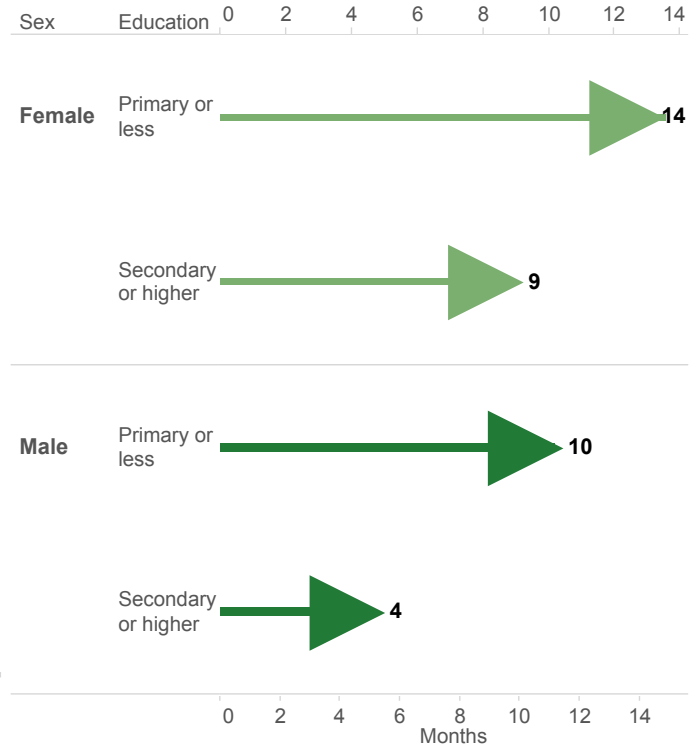 Sex Education 0 2 4 6 8 10 12 14
Female Primary or
less
14
Secondary
or higher
9
Male Primary or
less
10
Secondary
or higher
4
0 2 4 6 8 10 12 14
Months